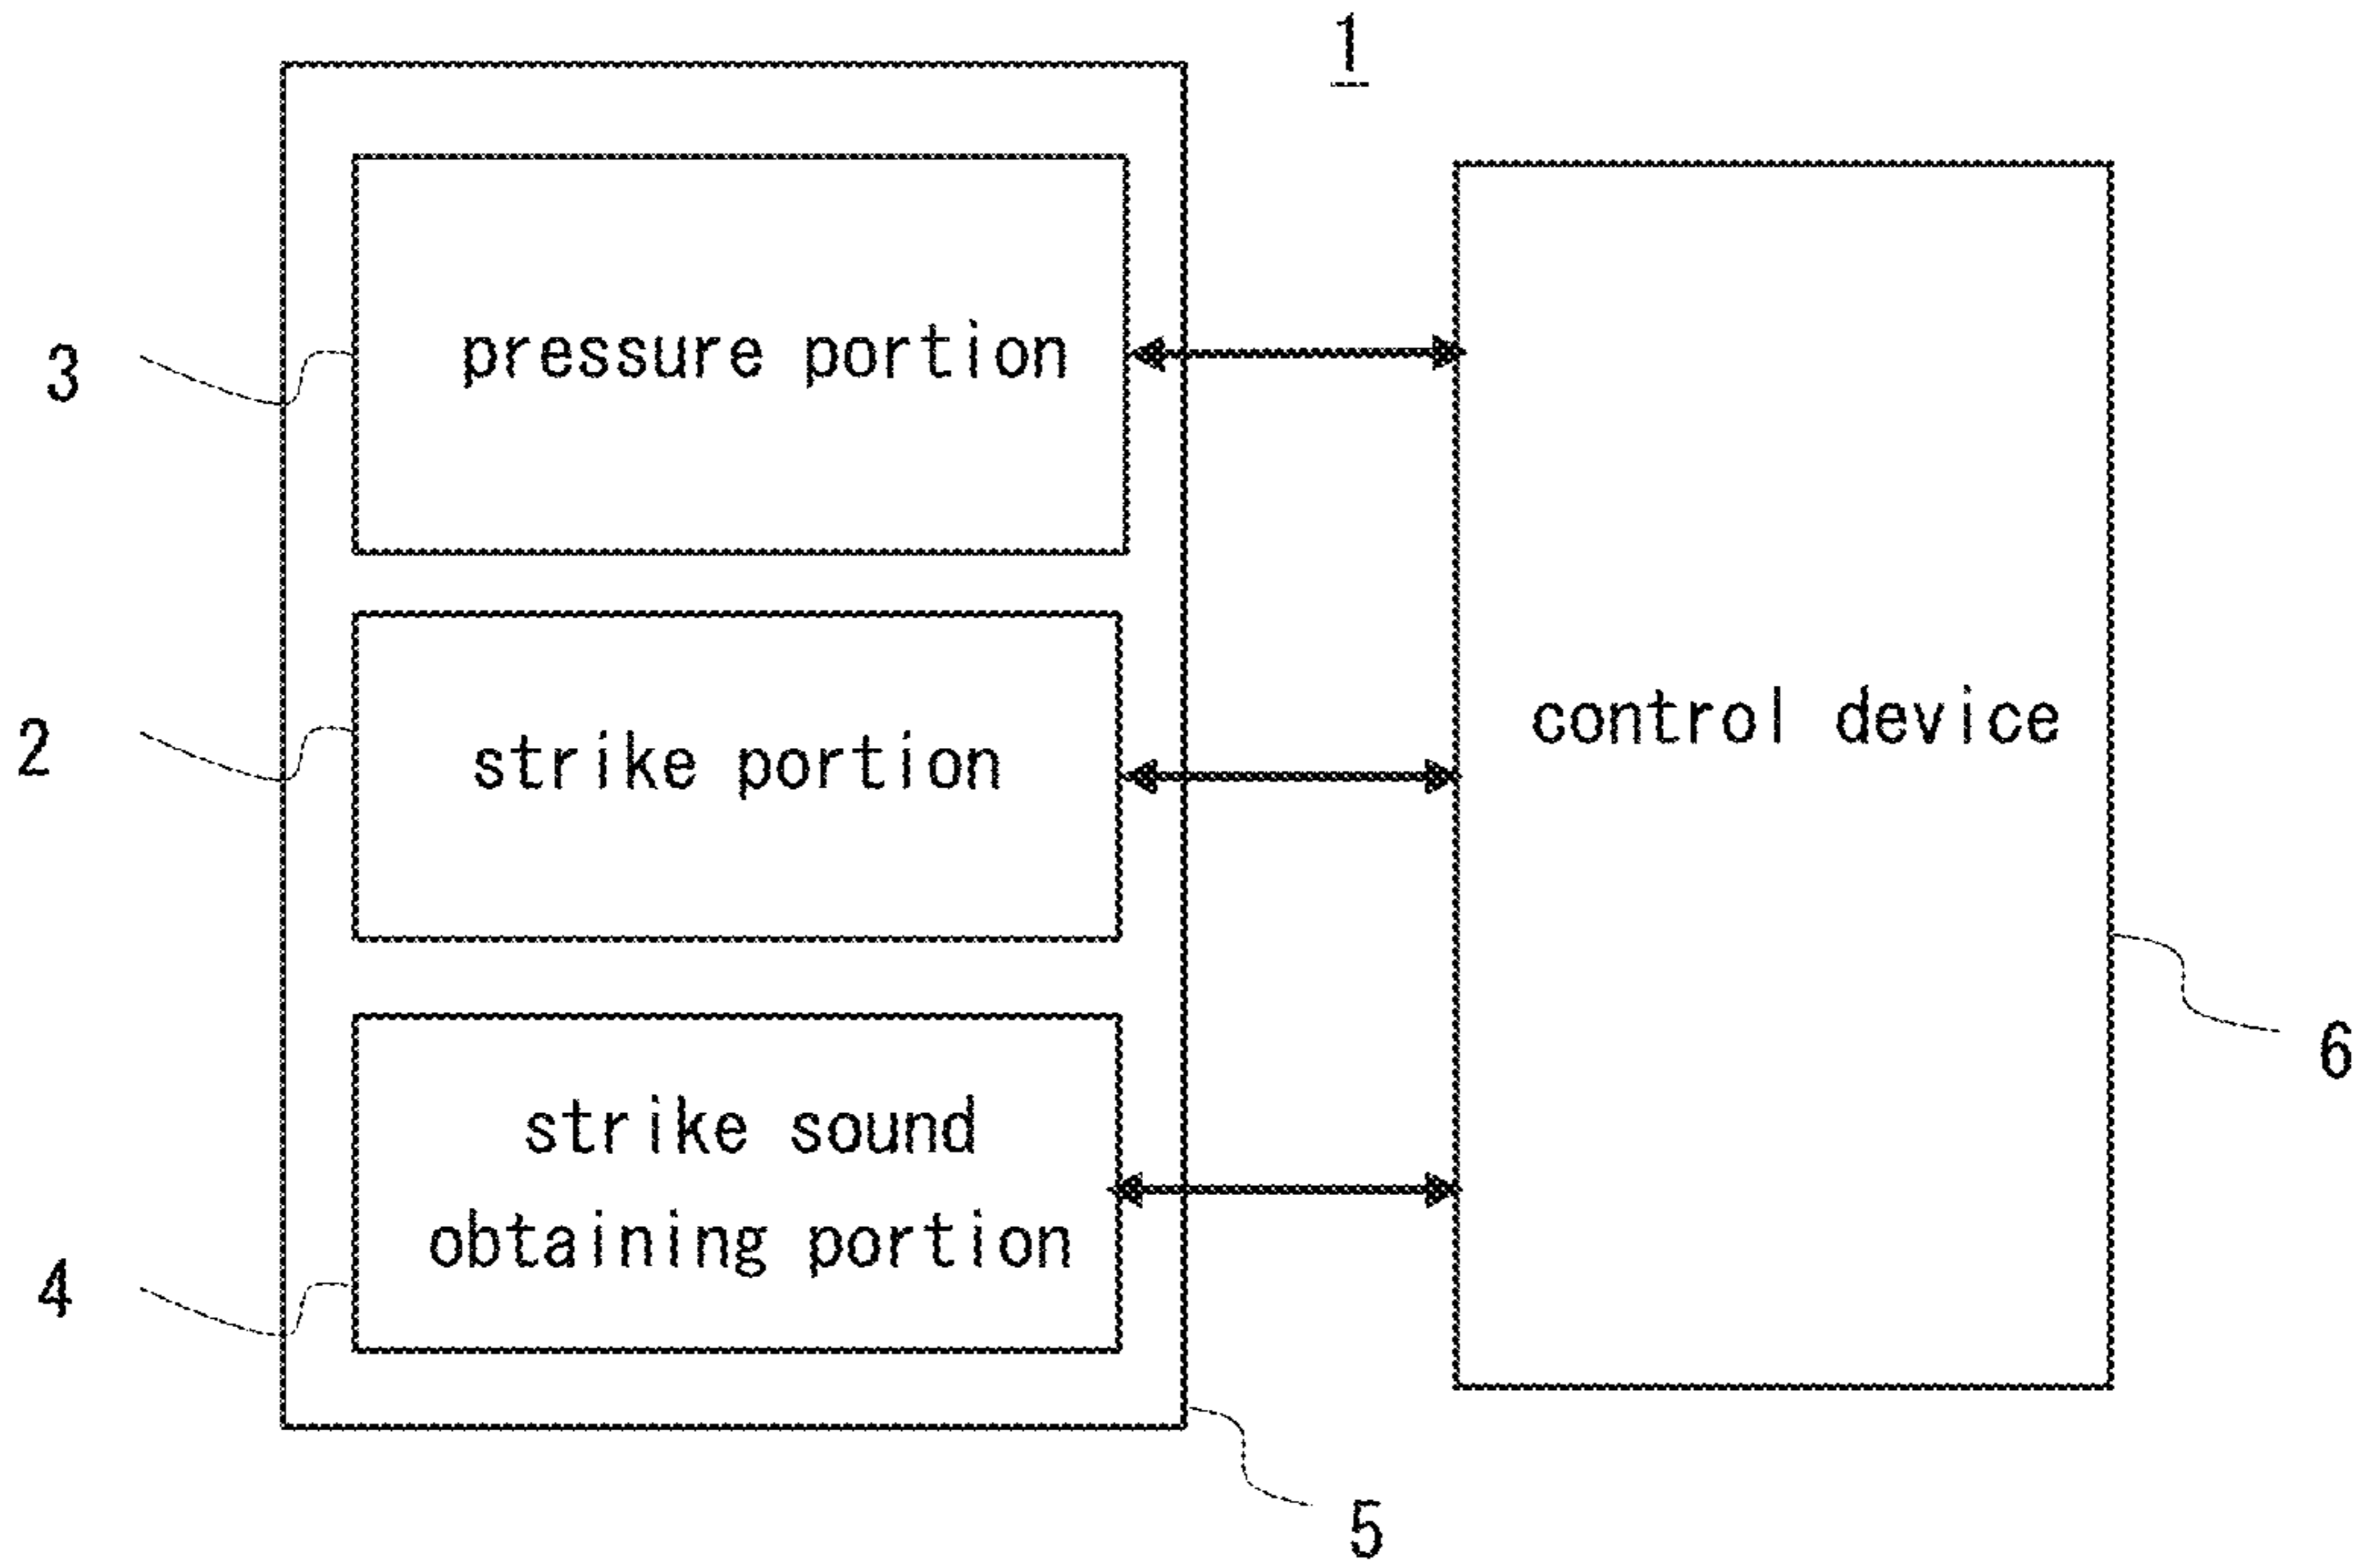 1
pressure portion
3
control device
2
strike portion
6
strike sound
obtaining portion
4
5